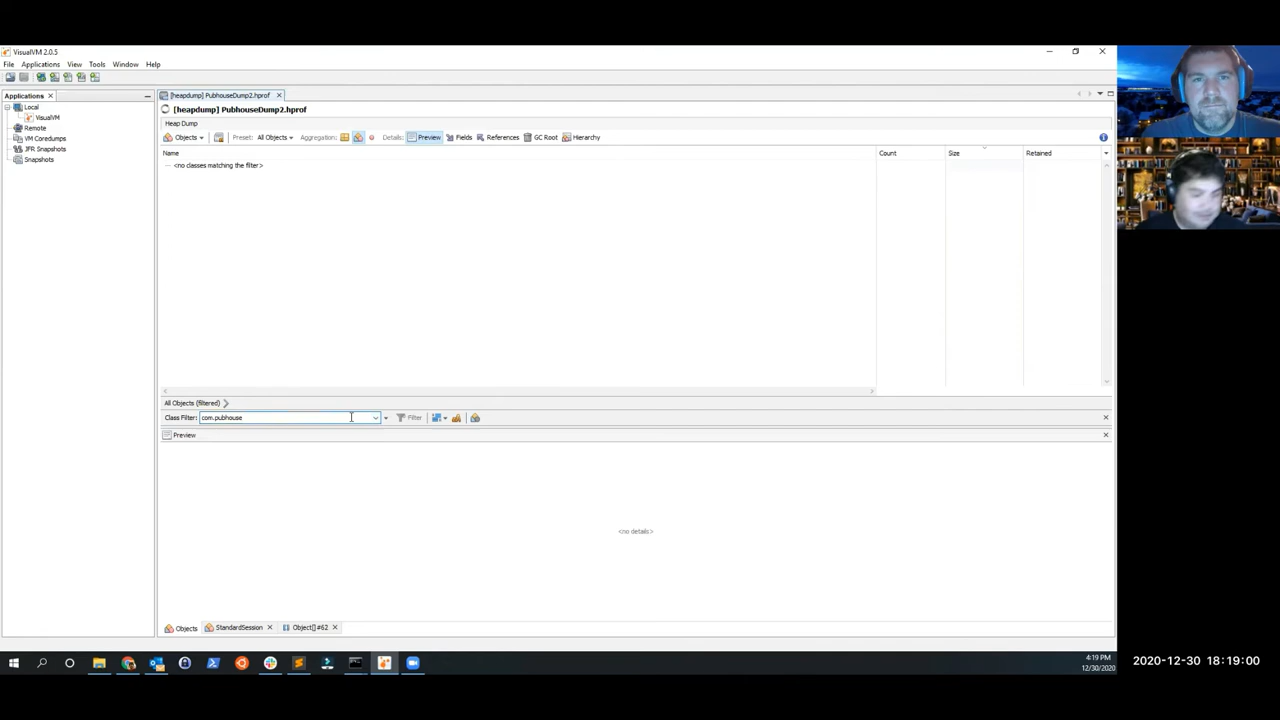 VisualVM 2.0.5
File Applications View Tools Window Help
Applications
[heapdump] PubhouseDump2.hprof
Local
VisualVM
Remote
VM Coredumps
JFR Snapshots
Snapshots
[heapdump] PubhouseDump2.hprof
Heap Dump
Objects Preset: All Objects Aggregation: Details: Preview Fields References GC Root Hierarchy
Name Count Size Retained
<no classes matching the filter>
All Objects (filtered)
Class Filter: com.pubhouse Filter
Preview
<no details>
Objects StandardSession Object[]#62
4:19 PM
12/30/2020
2020-12-30 18:19:00